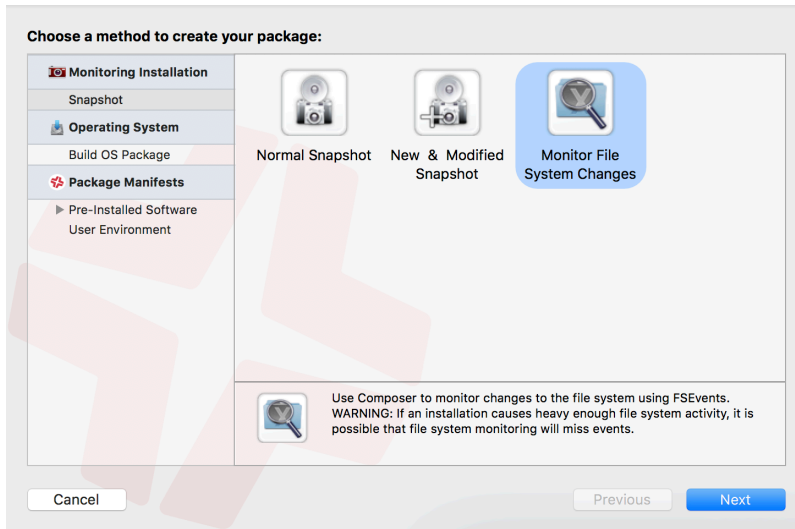 Choose a method to create your package:
Monitoring Installation
Snapshot
Operating System
Build OS Package
Package Manifests
Pre-Installed Software
User Environment
Normal Snapshot
New & Modified
Snapshot
Monitor File
System Changes
Use Composer to monitor changes to the file system using FSEvents.
WARNING: If an installation causes heavy enough file system activity, it is
possible that file system monitoring will miss events.
Cancel
Previous
Next